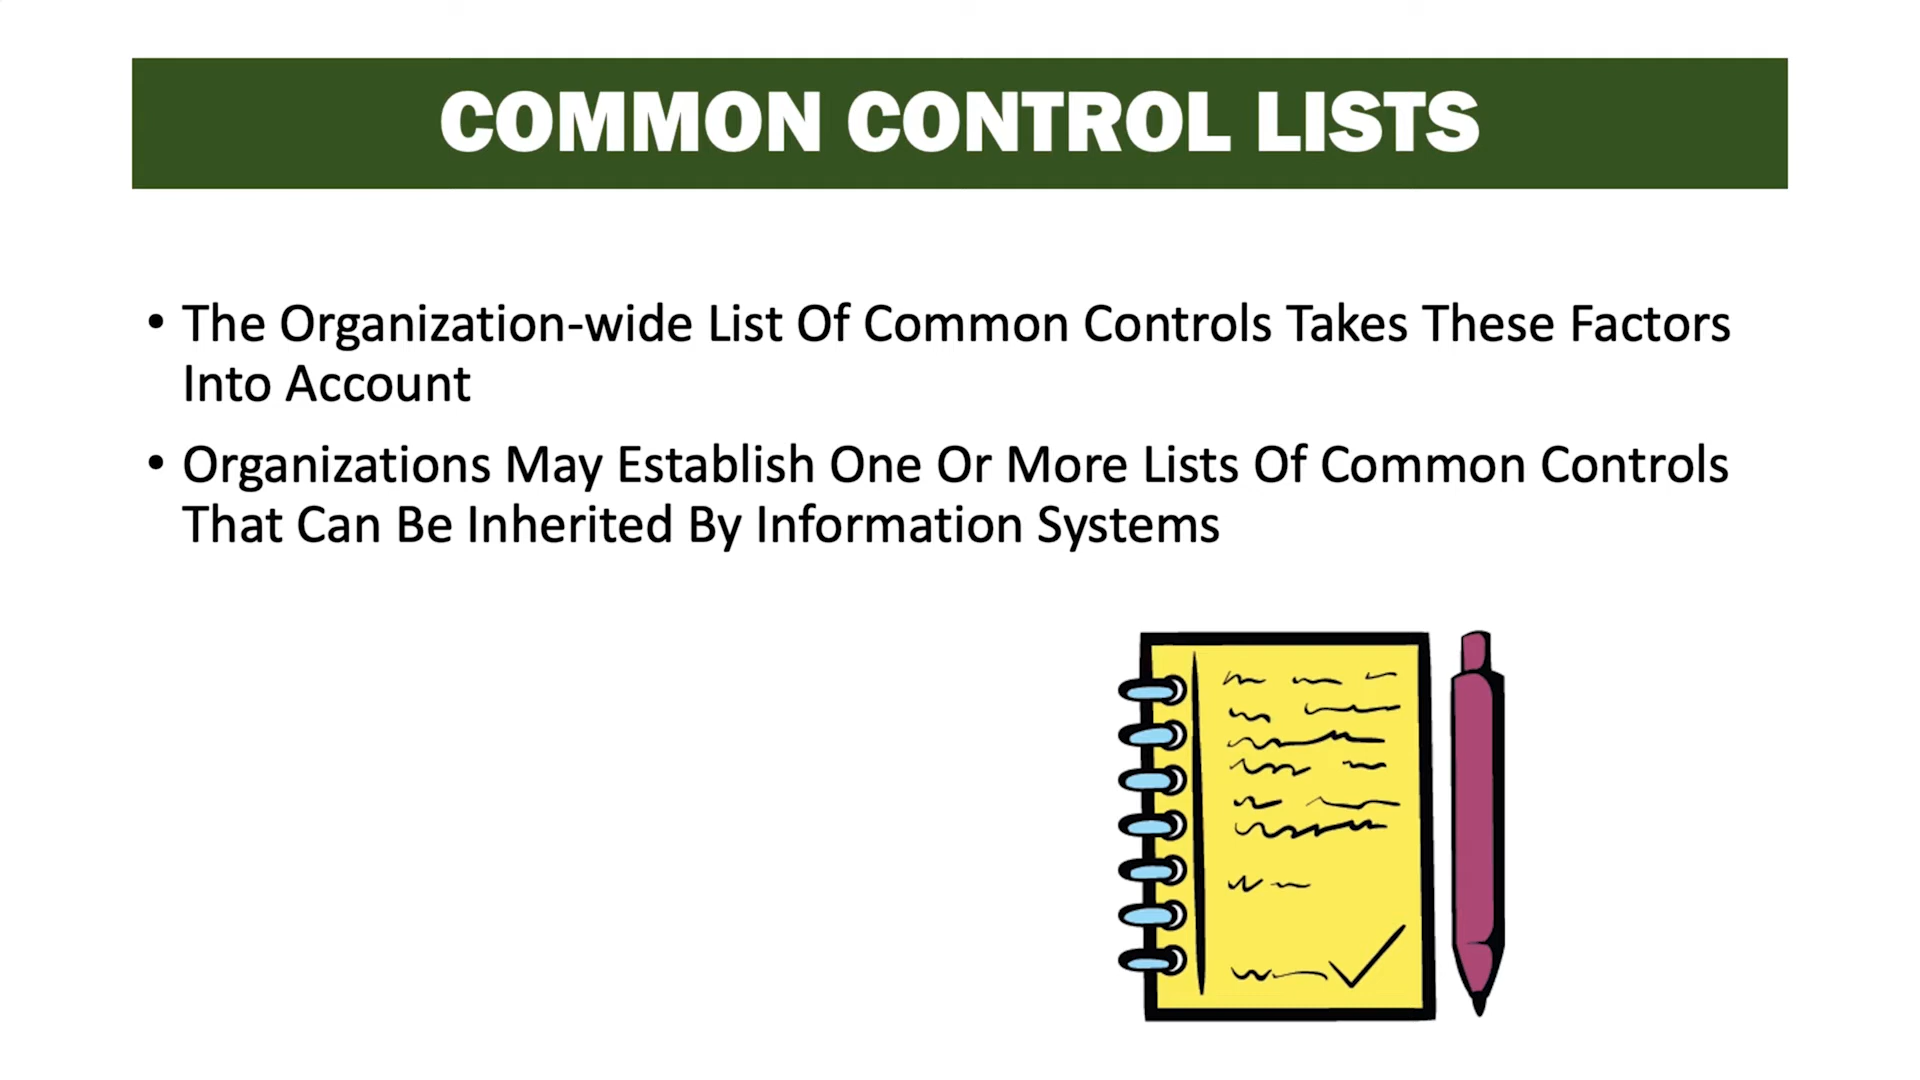 COMMON CONTROL LISTS
• The Organization-wide List Of Common Controls Takes These Factors
Into Account
• Organizations May Establish One Or More Lists Of Common Controls
That Can Be Inherited By Information Systems